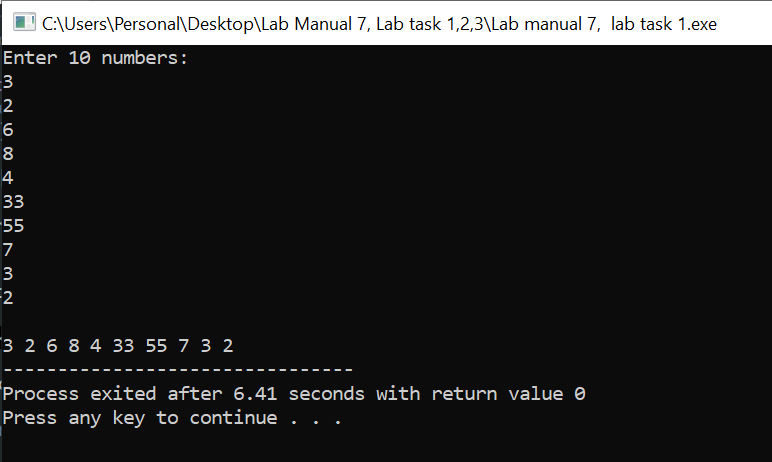 C:\Users\Personal\Desktop\Lab Manual 7, Lab task 1,2,3\Lab manual 7,  lab task 1.exe
Enter 10 numbers:
3
2
6
8
4
33
55
7
3
2

3 2 6 8 4 33 55 7 3 2
--------------------------------
Process exited after 6.41 seconds with return value 0
Press any key to continue . . .